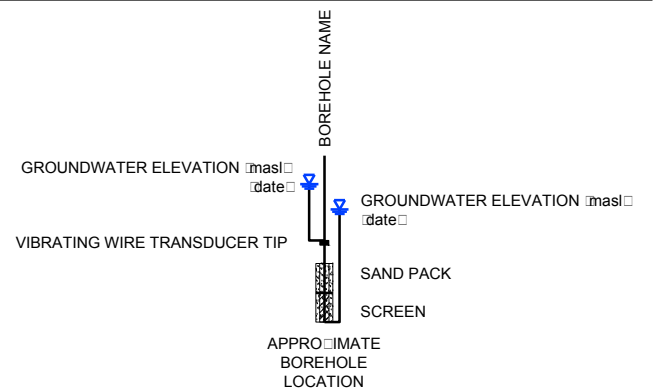 BOREHOLE NAME
GROUNDWATER ELEVATION □masl□
□date□
GROUNDWATER ELEVATION □masl□
□date□
VIBRATING WIRE TRANSDUCER TIP
SAND PACK
SCREEN
APPRO□IMATE
BOREHOLE
LOCATION